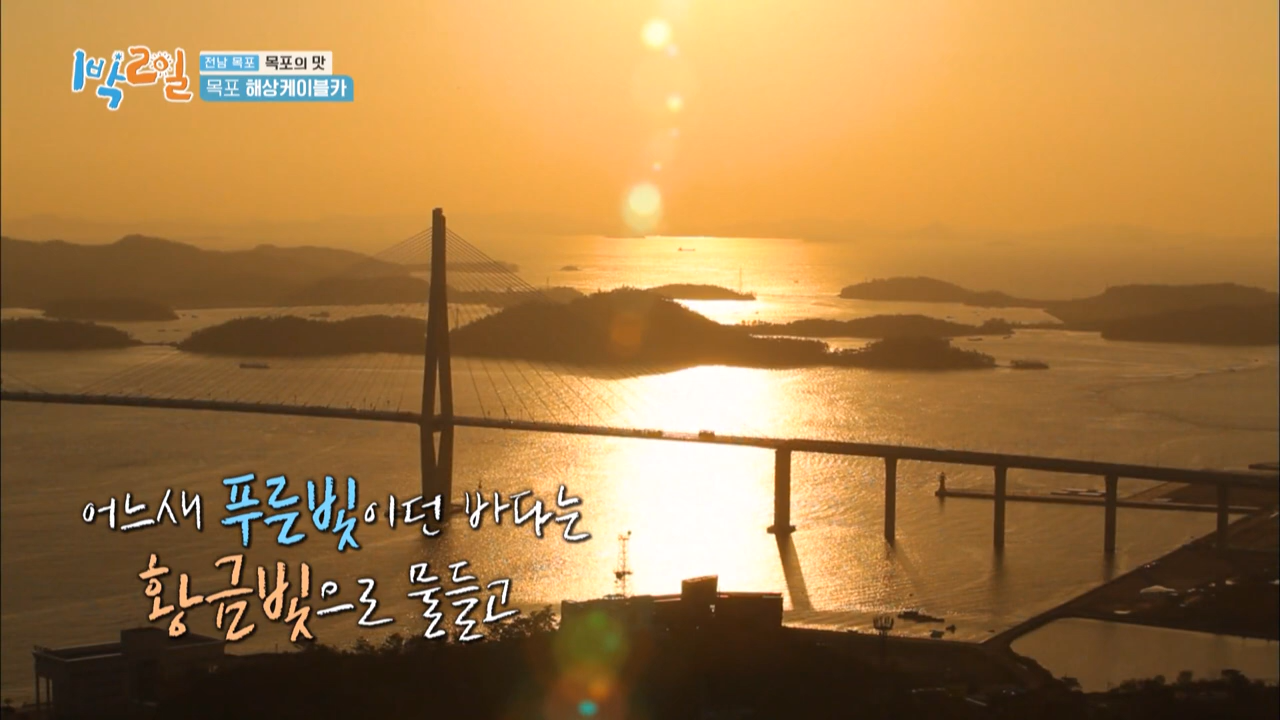 1박2일
전남 목포 목포의 맛
목포 해상케이블카
어느새 푸른빛이던 바다는
황금빛으로 물들고